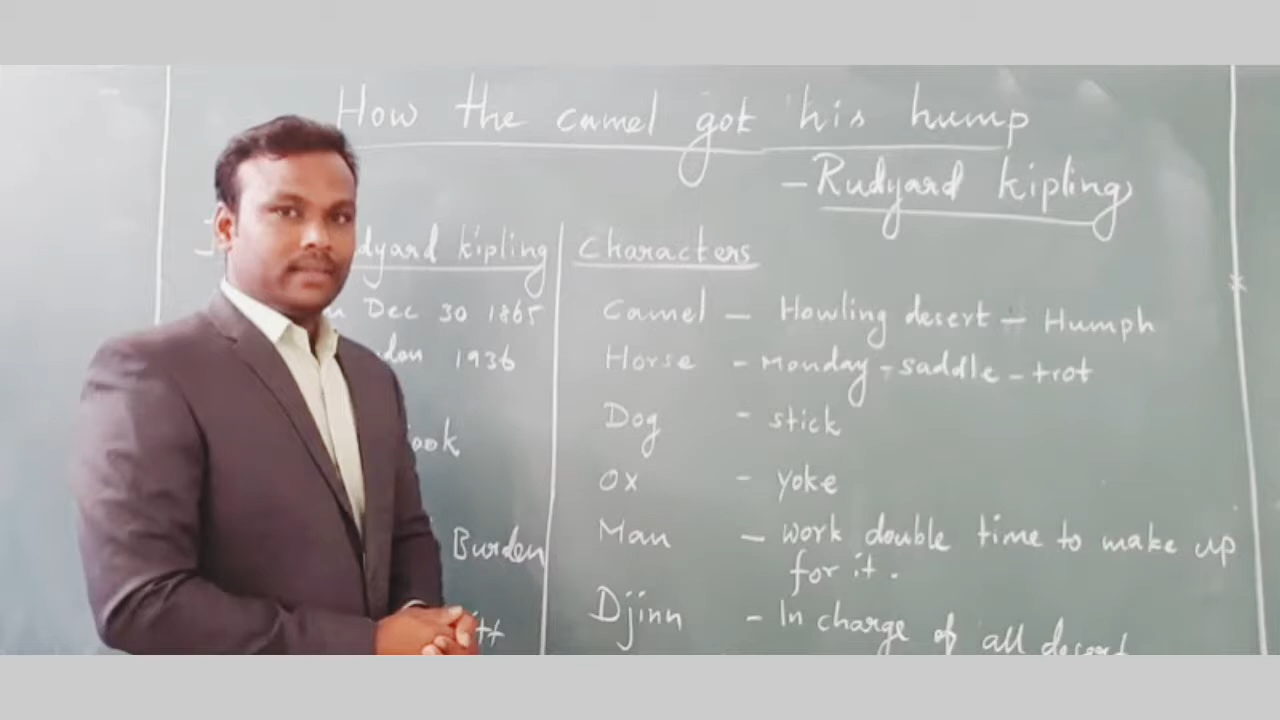 How the camel got his hump
- Rudyard kipling
dyard kipling
Dec 30 1865
1936
Burden
Characters
Camel - Howling desert - Humph
Horse - Monday - saddle - trot
Dog - stick
Ox - yoke
Man - work double time to make up
for it.
Djinn - In charge of all desert